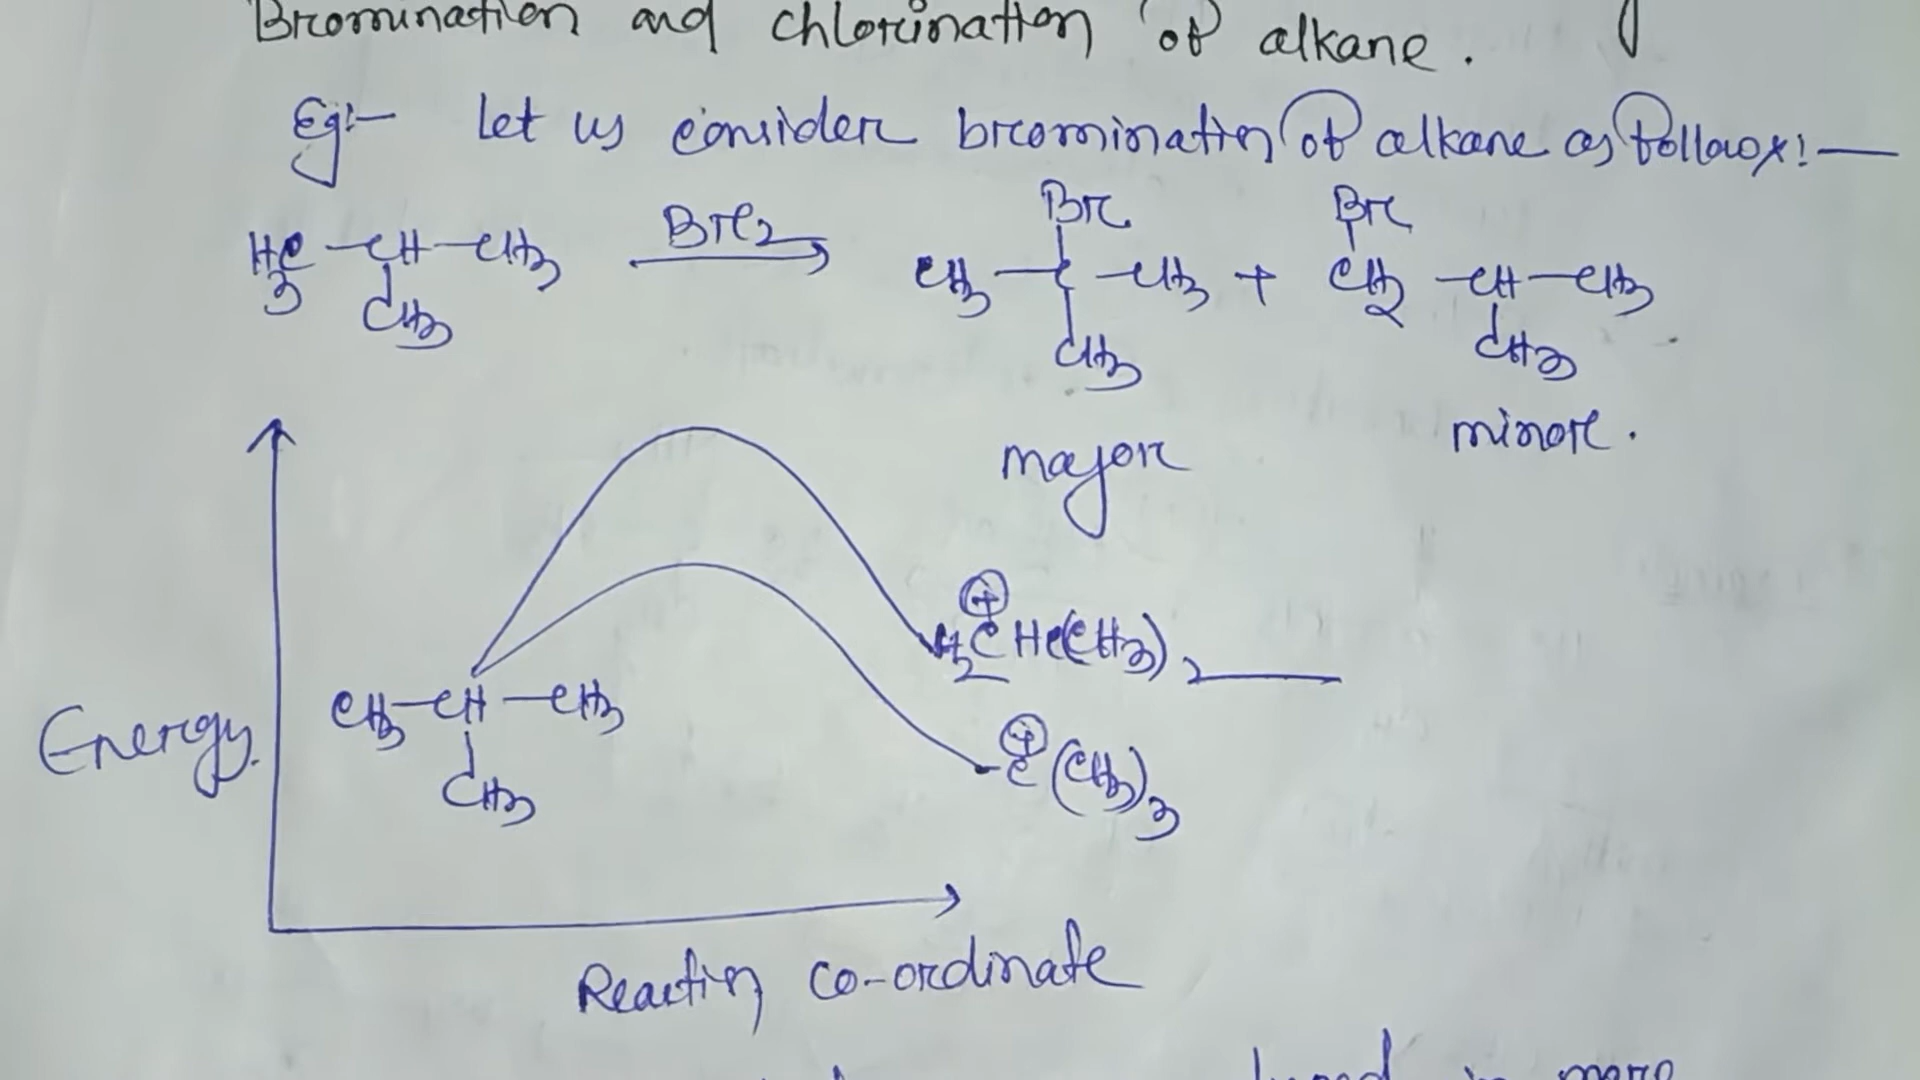 Bromination and chlorination of alkane.
Eg:- Let us consider bromination of alkane as follows:-
H3C-CH-CH3 Br2 CH3-C-CH3 + CH2-CH-CH3
CH3 Br CH3 Br CH3
major minor.
H2C⊕HC(CH3)2
CH3-CH-CH3
CH3
⊕C(CH3)3
Energy
Reaction co-ordinate
in more